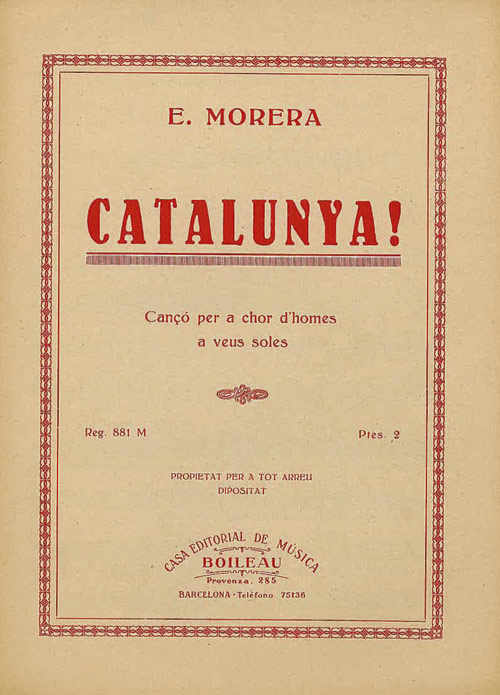 E. MORERA
CATALUNYA!
Cançó per a chor d'homes
a veus soles
Reg. 881 M
Ptes. 2
PROPIETAT PER A TOT ARREU
DIPOSITAT
CASA EDITORIAL DE MÚSICA
BOILEAU
Provenza, 285
BARCELONA · Teléfono 75136